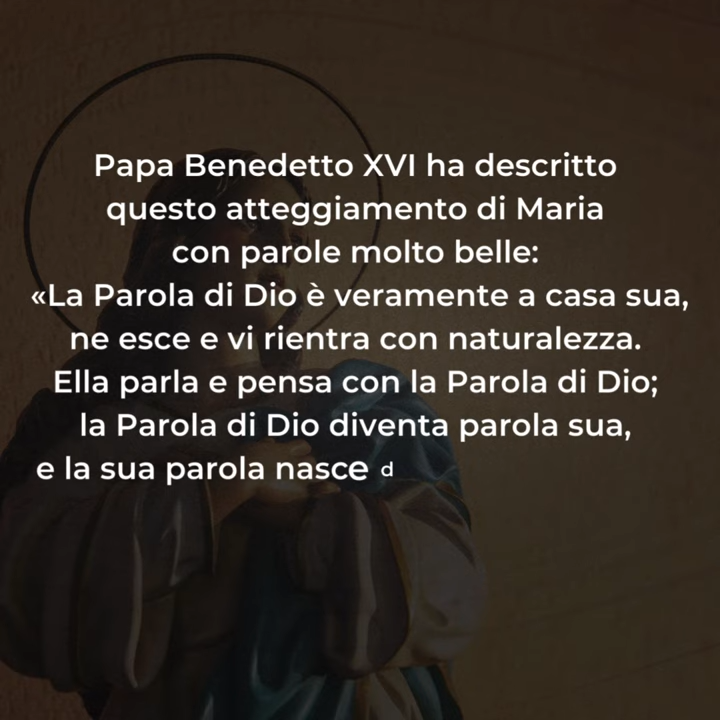 Papa Benedetto XVI ha descritto
questo atteggiamento di Maria
con parole molto belle:
«La Parola di Dio è veramente a casa sua,
ne esce e vi rientra con naturalezza.
Ella parla e pensa con la Parola di Dio;
la Parola di Dio diventa parola sua,
e la sua parola nasce d